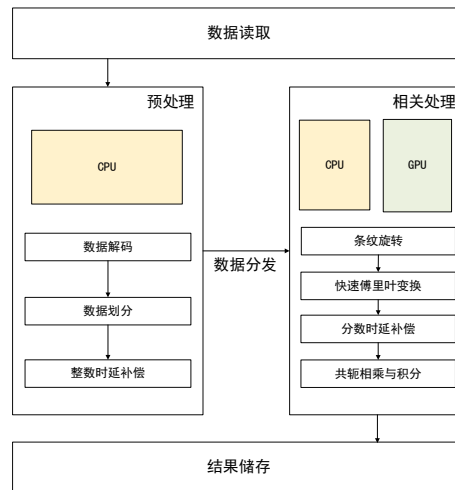 数据读取
预处理
CPU
数据解码
数据划分
整数时延补偿
数据分发
相关处理
CPU
GPU
条纹旋转
快速傅里叶变换
分数时延补偿
共轭相乘与积分
结果储存